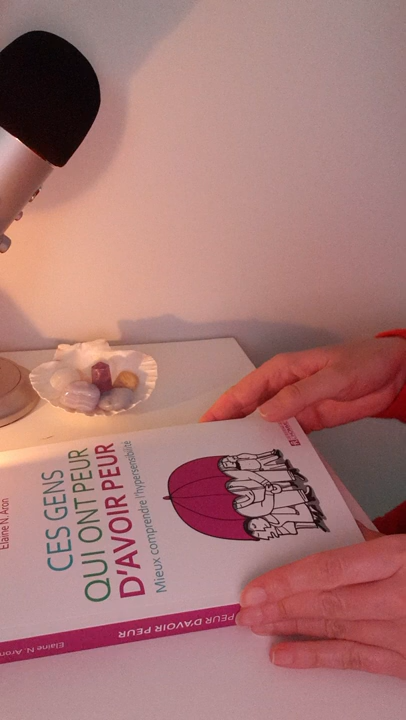 Elaine N. Aron
CES GENS
QUI ONT PEUR
D'AVOIR PEUR
Mieux comprendre l'hypersensibilité
Elaine N. Aron
PEUR D'AVOIR PEUR